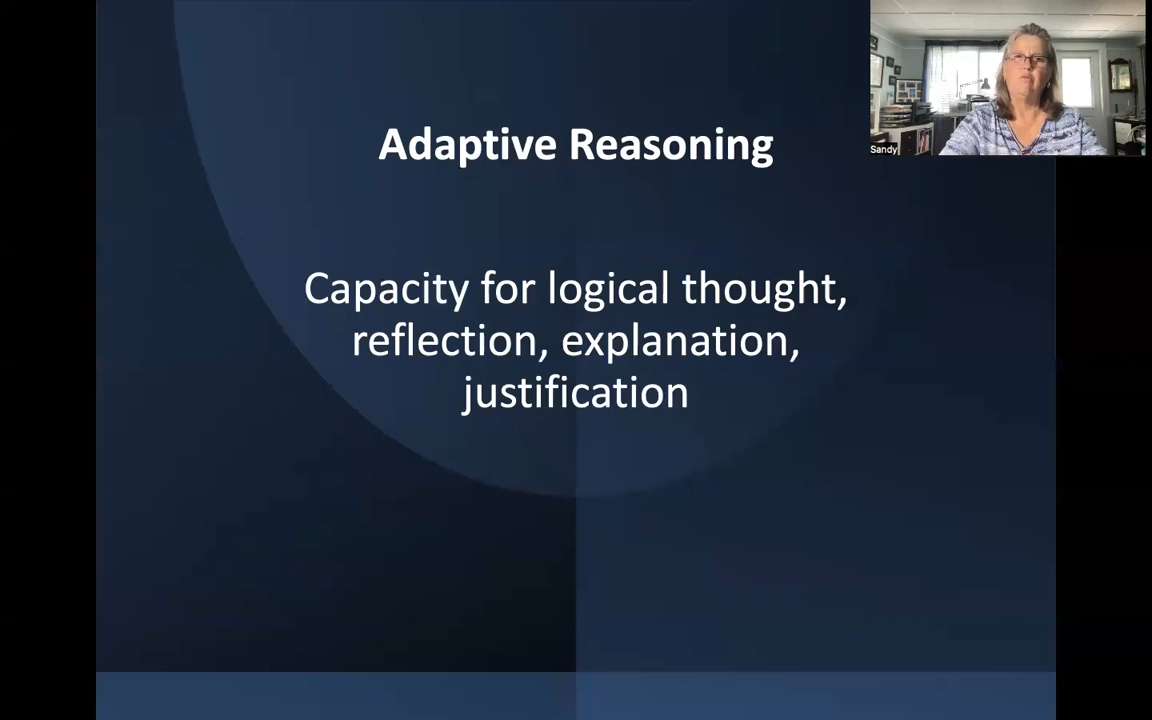 Adaptive Reasoning
Capacity for logical thought,
reflection, explanation,
justification
Sandy